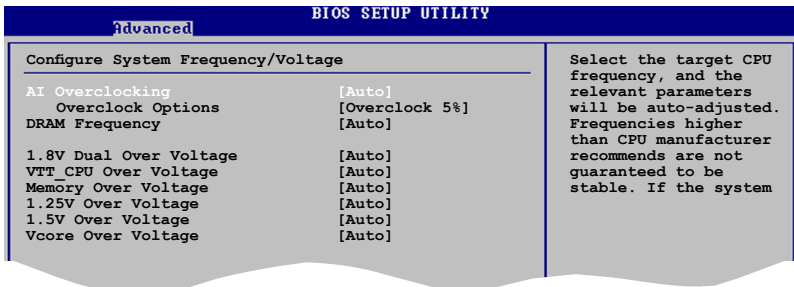 BIOS SETUP UTILITY
Advanced
Configure System Frequency/Voltage
AI Overclocking [Auto]
Overclock Options [Overclock 5%]
DRAM Frequency [Auto]
1.8V Dual Over Voltage [Auto]
VTT_CPU Over Voltage [Auto]
Memory Over Voltage [Auto]
1.25V Over Voltage [Auto]
1.5V Over Voltage [Auto]
Vcore Over Voltage [Auto]
Select the target CPU
frequency, and the
relevant parameters
will be auto-adjusted.
Frequencies higher
than CPU manufacturer
recommends are not
guaranteed to be
stable. If the system